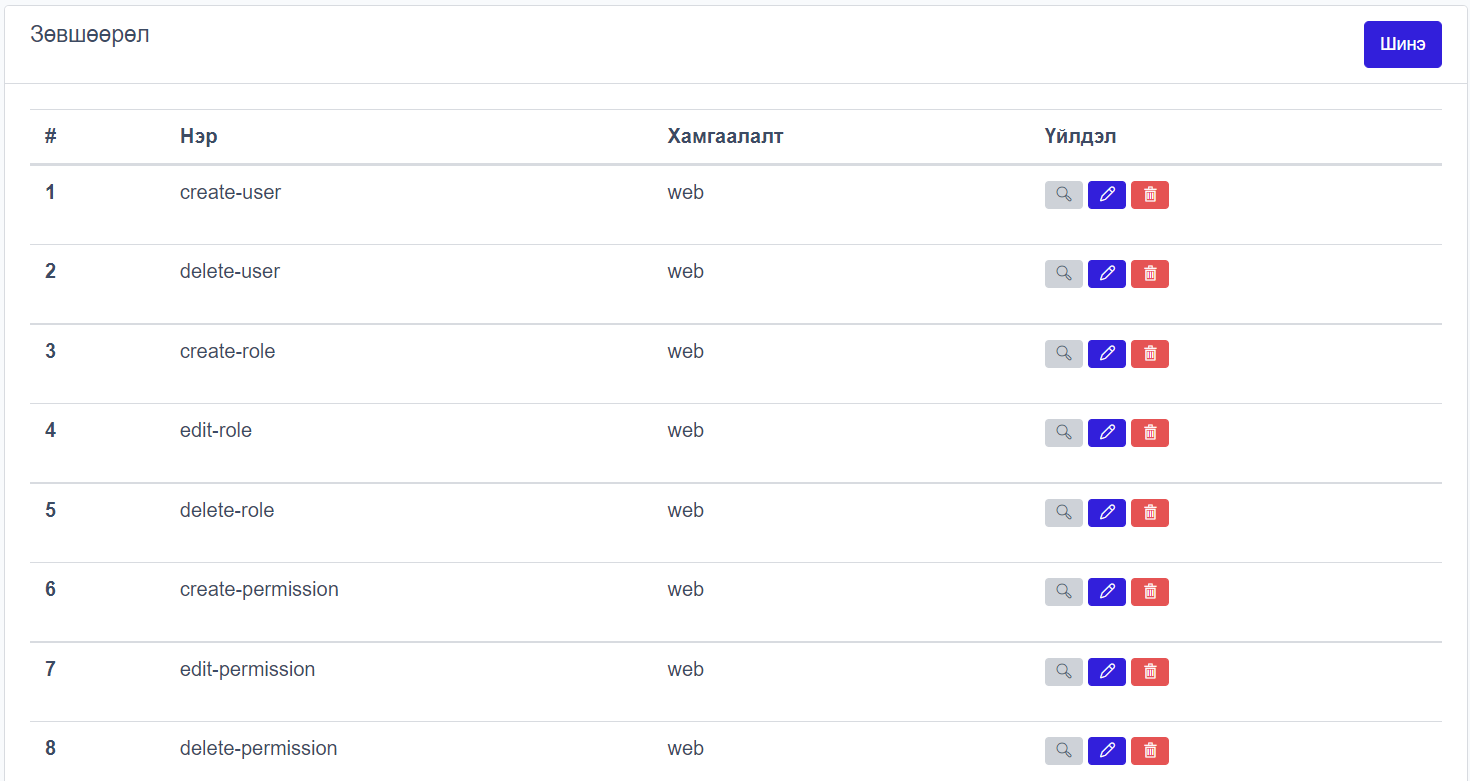 Зөвшөөрөл
Шинэ
# Нэр Хамгаалалт Үйлдэл
1 create-user web
2 delete-user web
3 create-role web
4 edit-role web
5 delete-role web
6 create-permission web
7 edit-permission web
8 delete-permission web